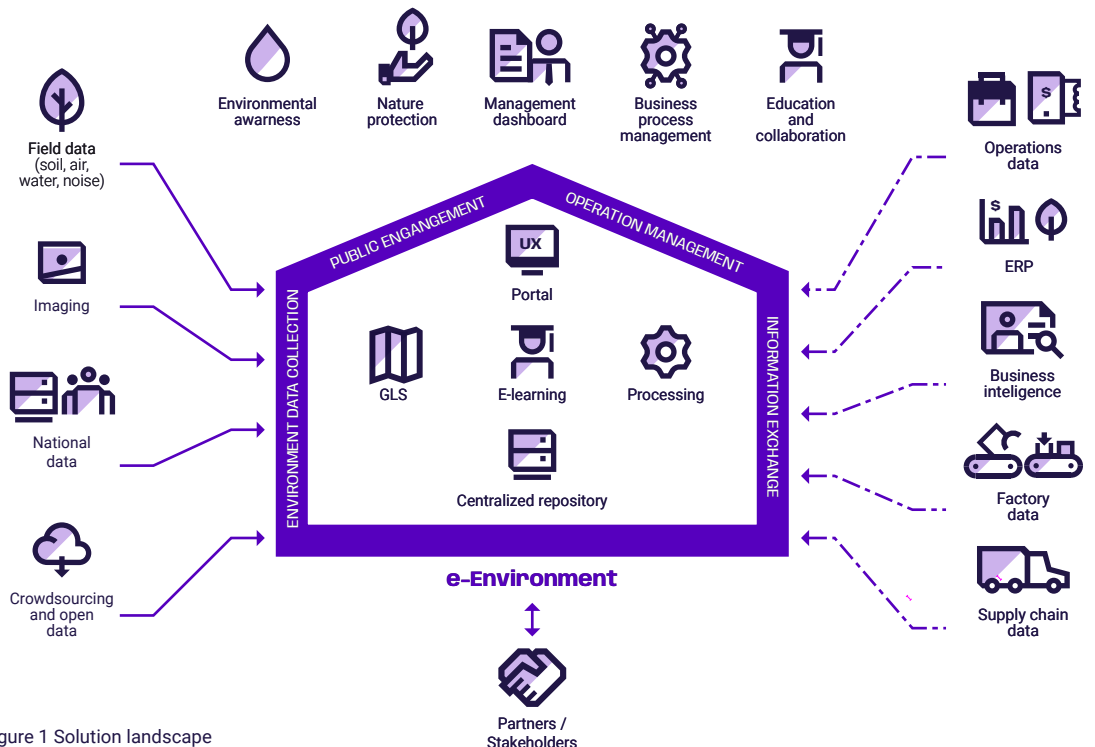 Environmental
awarness
Nature
protection
Management
dashboard
Business
process
management
Education
and
collaboration
Field data
(soil, air,
water, noise)
Imaging
National
data
Crowdsourcing
and open
data
PUBLIC ENGANGEMENT
OPERATION MANAGEMENT
ENVIRONMENT DATA COLLECTION
INFORMATION EXCHANGE
UX
Portal
GLS
E-learning
Processing
Centralized repository
e-Environment
Partners /
Stakeholders
$
Operations
data
$
ERP
Business
inteligence
Factory
data
Supply chain
data
gure 1 Solution landscape